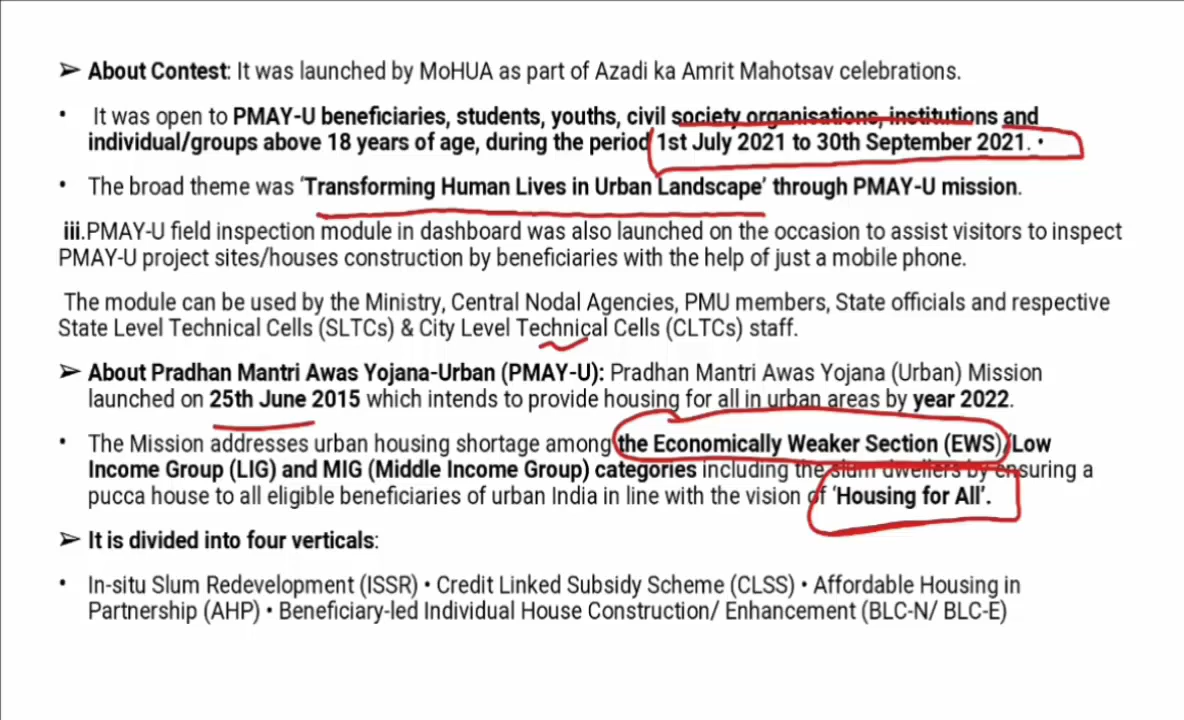 ➢ About Contest: It was launched by MoHUA as part of Azadi ka Amrit Mahotsav celebrations.
• It was open to PMAY-U beneficiaries, students, youths, civil society organisations, institutions and
individual/groups above 18 years of age, during the period 1st July 2021 to 30th September 2021. •
• The broad theme was ‘Transforming Human Lives in Urban Landscape’ through PMAY-U mission.
iii.PMAY-U field inspection module in dashboard was also launched on the occasion to assist visitors to inspect
PMAY-U project sites/houses construction by beneficiaries with the help of just a mobile phone.
The module can be used by the Ministry, Central Nodal Agencies, PMU members, State officials and respective
State Level Technical Cells (SLTCs) & City Level Technical Cells (CLTCs) staff.
➢ About Pradhan Mantri Awas Yojana-Urban (PMAY-U): Pradhan Mantri Awas Yojana (Urban) Mission
launched on 25th June 2015 which intends to provide housing for all in urban areas by year 2022.
• The Mission addresses urban housing shortage among the Economically Weaker Section (EWS)/Low
Income Group (LIG) and MIG (Middle Income Group) categories including the slum dwellers by ensuring a
pucca house to all eligible beneficiaries of urban India in line with the vision of ‘Housing for All’.
➢ It is divided into four verticals:
• In-situ Slum Redevelopment (ISSR) • Credit Linked Subsidy Scheme (CLSS) • Affordable Housing in
Partnership (AHP) • Beneficiary-led Individual House Construction/ Enhancement (BLC-N/ BLC-E)